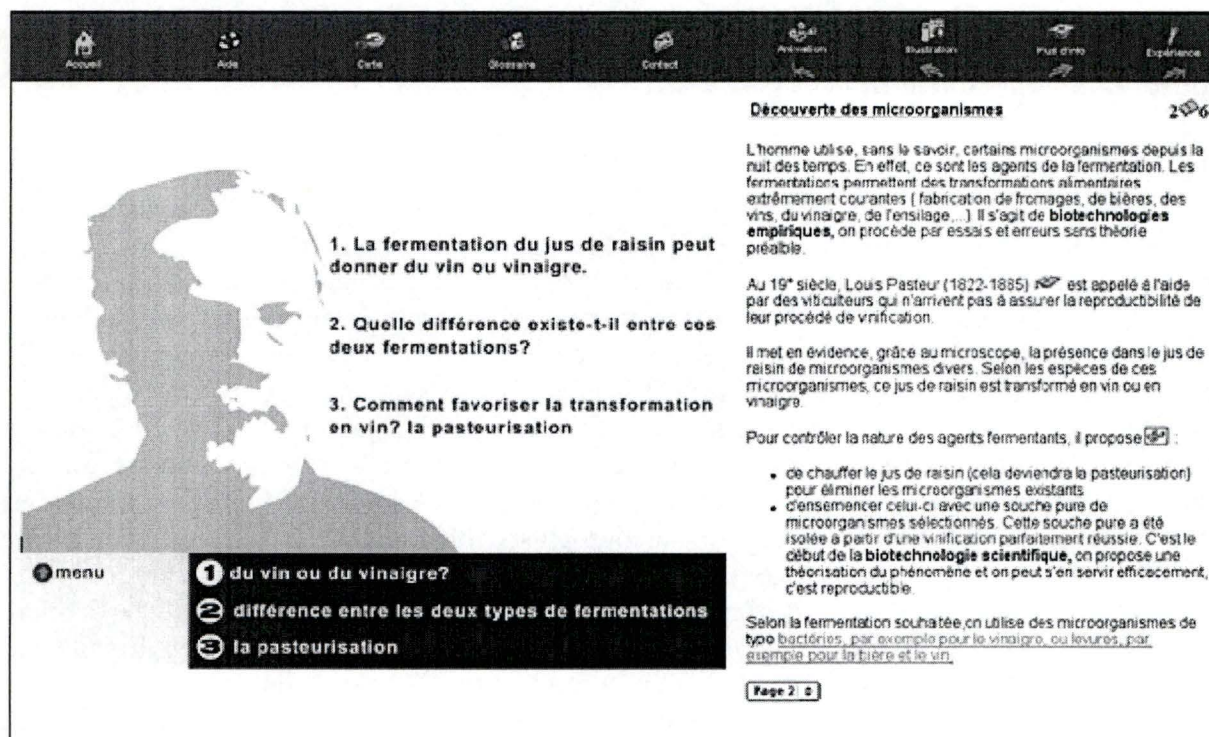 Accueil
Aide
Carte
Glossaire
Contact
Animation
Illustration
Plus d'info
Expérience
1. La fermentation du jus de raisin peut
donner du vin ou vinaigre.
2. Quelle différence existe-t-il entre ces
deux fermentations?
3. Comment favoriser la transformation
en vin? la pasteurisation
menu
1 du vin ou du vinaigre?
2 différence entre les deux types de fermentations
3 la pasteurisation
Découverte des microorganismes
2 6
L'homme utilise, sans le savoir, certains microorganismes depuis la
nuit des temps. En effet, ce sont les agents de la fermentation. Les
fermentations permettent des transformations alimentaires
extrêmement courantes ( fabrication de fromages, de bières, des
vins, du vinaigre, de l'ensilage,...) Il s'agit de biotechnologies
empiriques, on procède par essais et erreurs sans théorie
préalble.
Au 19° siècle, Louis Pasteur (1822-1885) est appelé à l'aide
par des viticulteurs qui n'arrivent pas à assurer la reproductibilité de
leur procédé de vinification.
Il met en évidence, grâce au microscope, la présence dans le jus de
raisin de microorganismes divers. Selon les espèces de ces
microorganismes, ce jus de raisin est transformé en vin ou en
vinaigre.
Pour contrôler la nature des agents fermentants, il propose :
• de chauffer le jus de raisin (cela deviendra la pasteurisation)
pour éliminer les microorganismes existants
• d'ensemencer celui-ci avec une souche pure de
microorganismes sélectionnés. Cette souche pure a été
isolée à partir d'une vinification parfaitement réussie. C'est le
début de la biotechnologie scientifique, on propose une
théorisation du phénomène et on peut s'en servir efficacement,
c'est reproductible.
Selon la fermentation souhaitée,on utilise des microorganismes de
type bactéries, par exemple pour le vinaigre, ou levures, par
exemple pour la bière et le vin.
Page 2